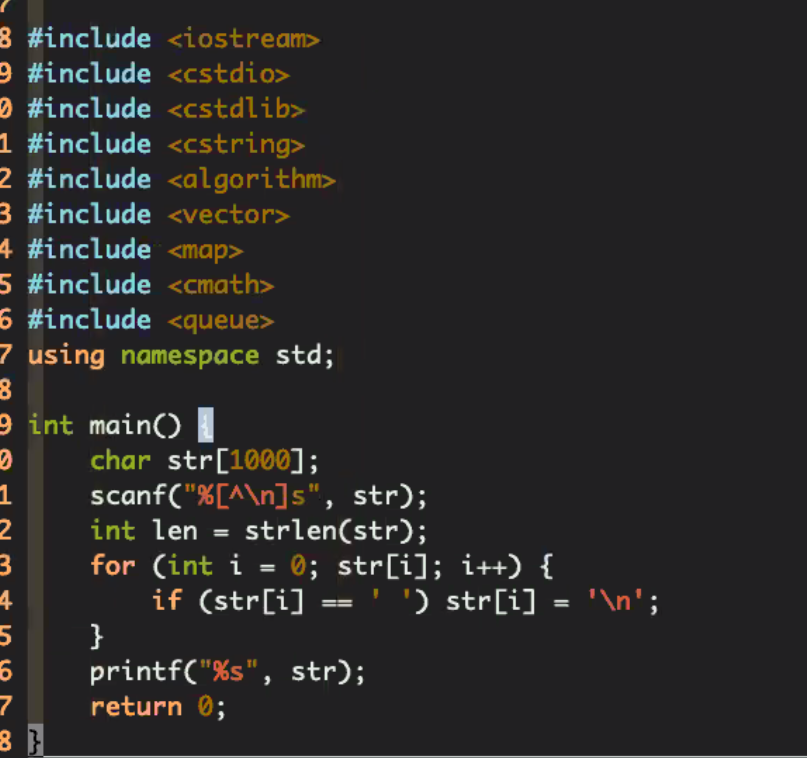 7
8 #include <iostream>
9 #include <cstdio>
0 #include <cstdlib>
1 #include <cstring>
2 #include <algorithm>
3 #include <vector>
4 #include <map>
5 #include <cmath>
6 #include <queue>
7 using namespace std;
8
9 int main() {
0     char str[1000];
1     scanf("%[^\n]s", str);
2     int len = strlen(str);
3     for (int i = 0; str[i]; i++) {
4         if (str[i] == ' ') str[i] = '\n';
5     }
6     printf("%s", str);
7     return 0;
8 }